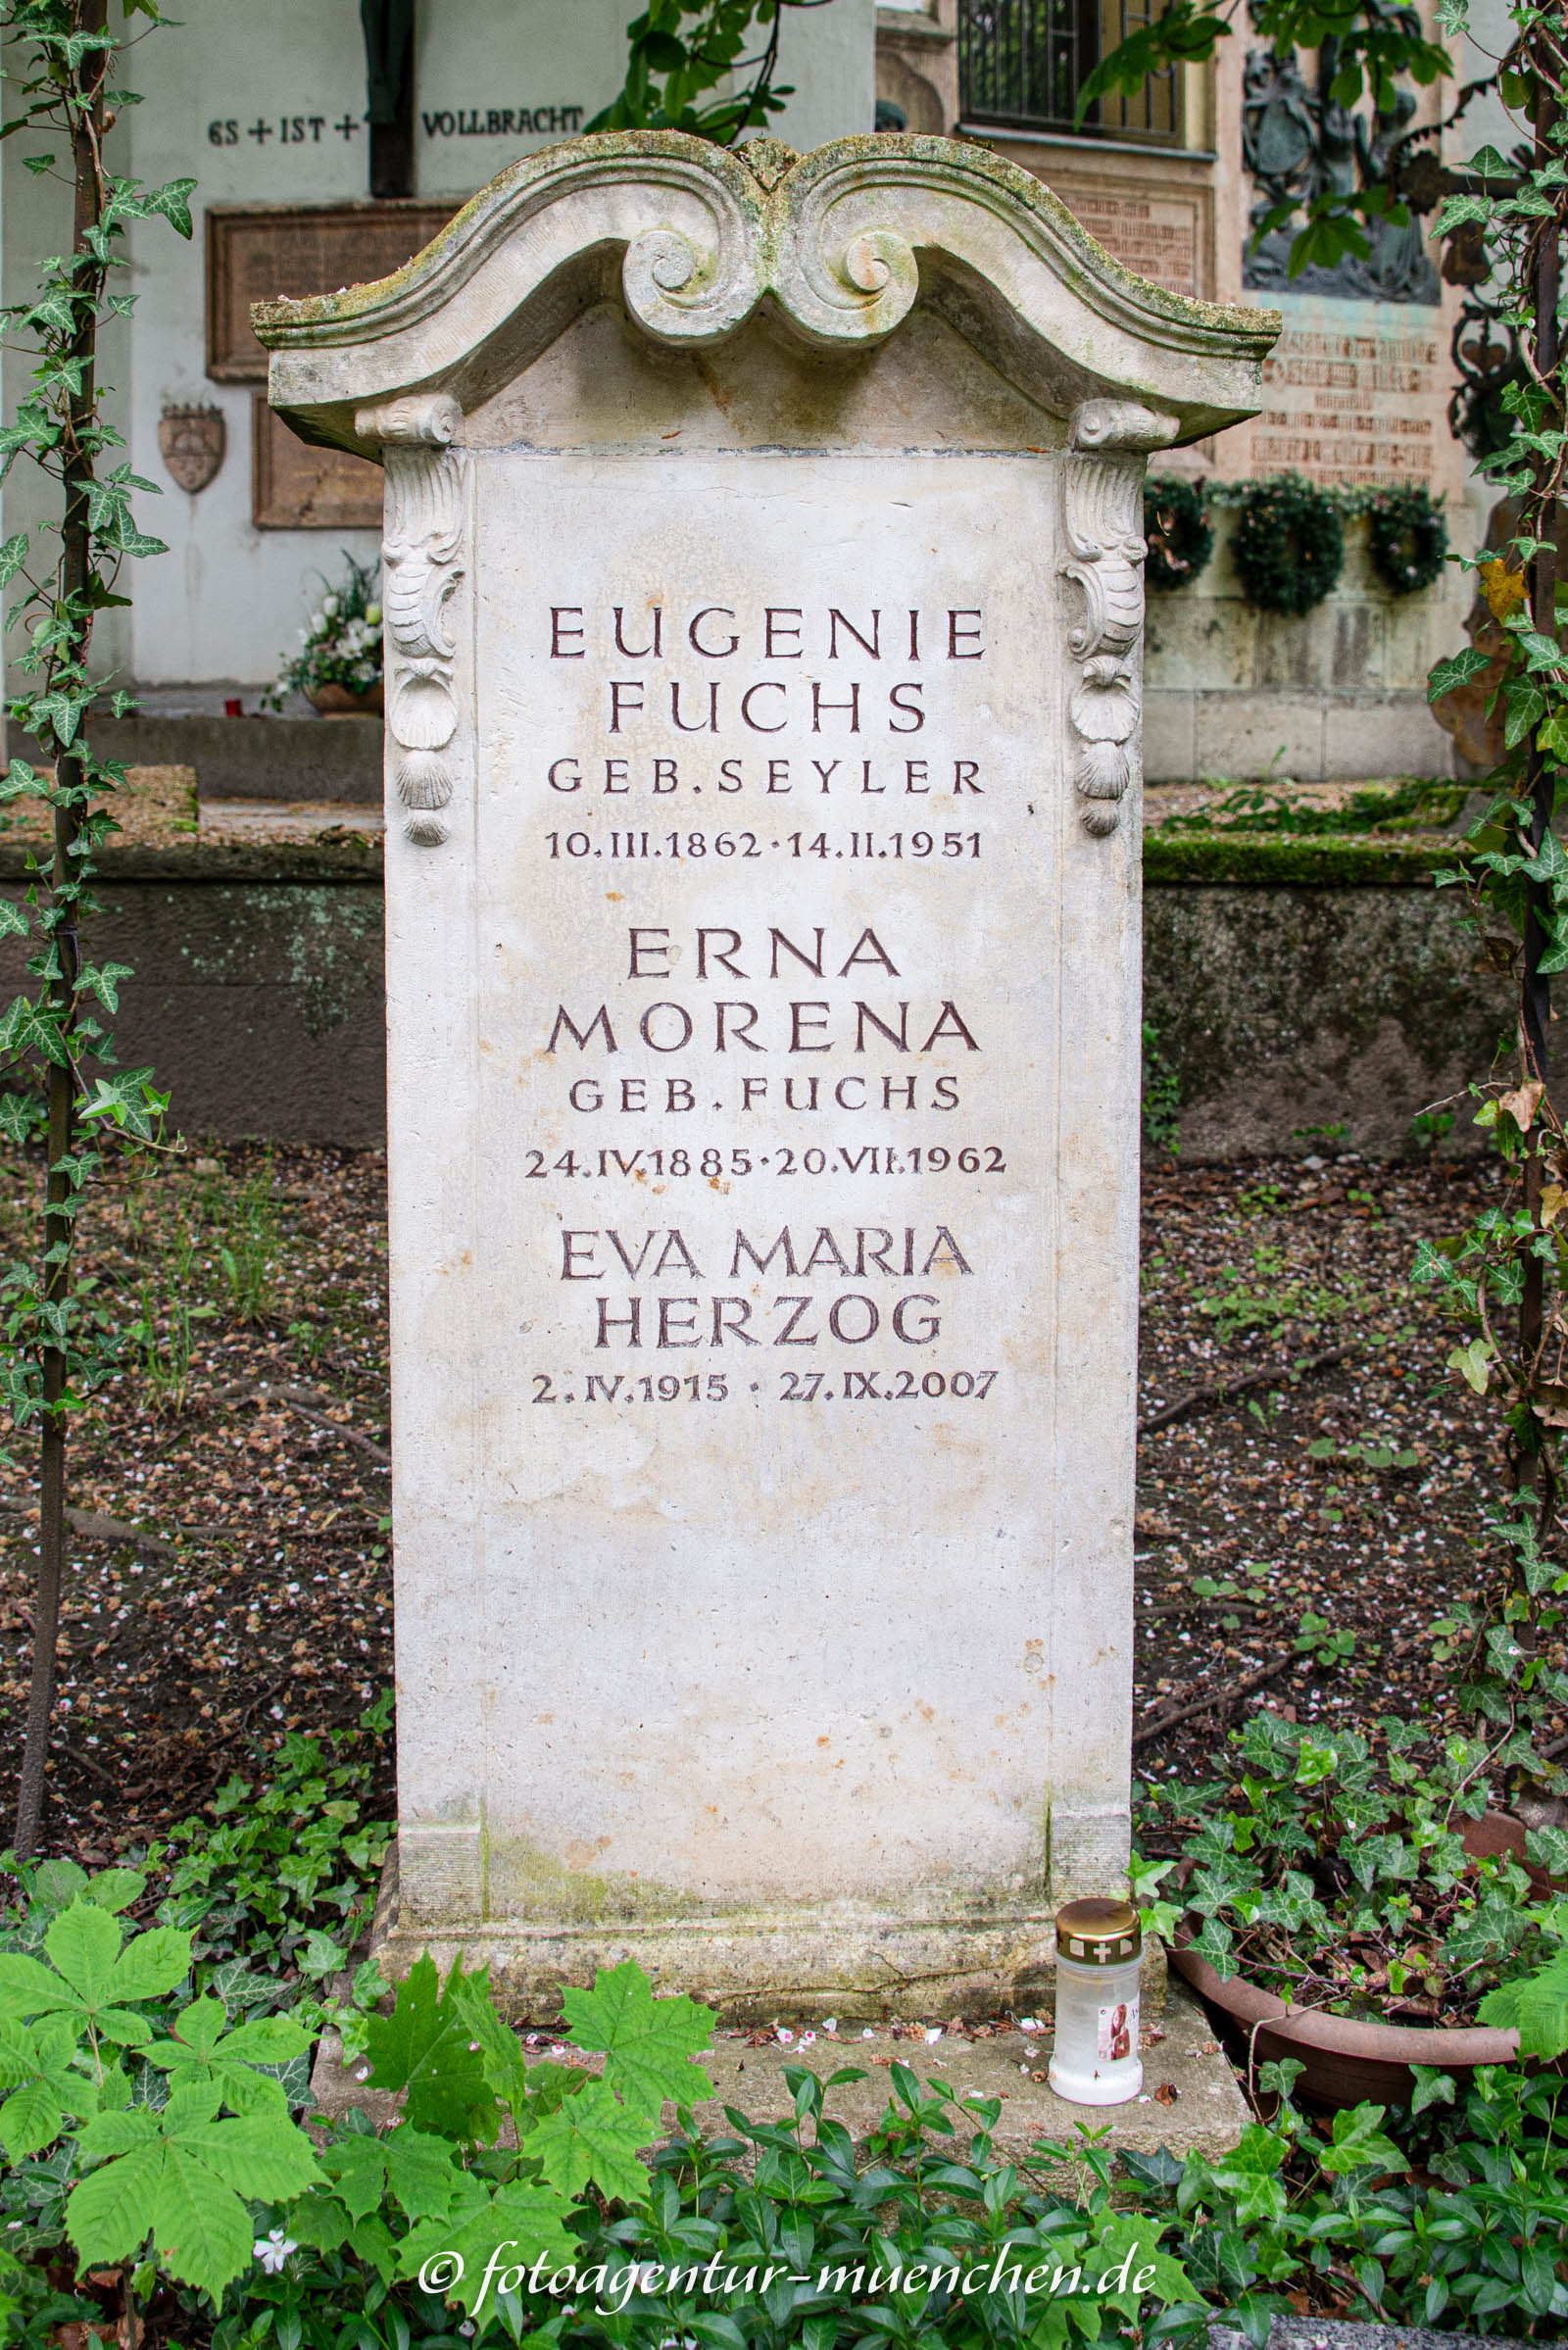 ES + IST + VOLLBRACHT
EUGENIE
FUCHS
GEB. SEYLER
10.III.1862 · 14.II.1951
ERNA
MORENA
GEB. FUCHS
24.IV.1885 · 20.VII.1962
EVA MARIA
HERZOG
2.IV.1915 · 27.IX.2007
© fotoagentur-muenchen.de